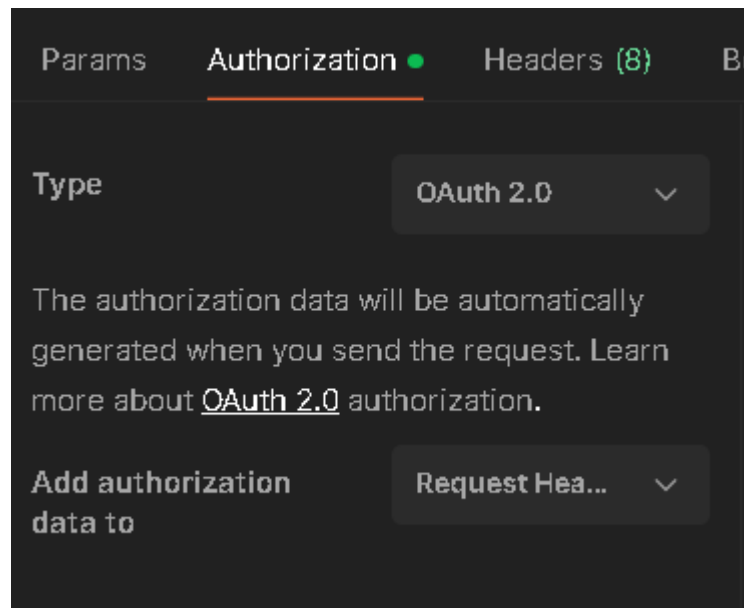 Params Authorization Headers (8) B
Type OAuth 2.0
The authorization data will be automatically
generated when you send the request. Learn
more about OAuth 2.0 authorization.
Add authorization Request Hea...
data to